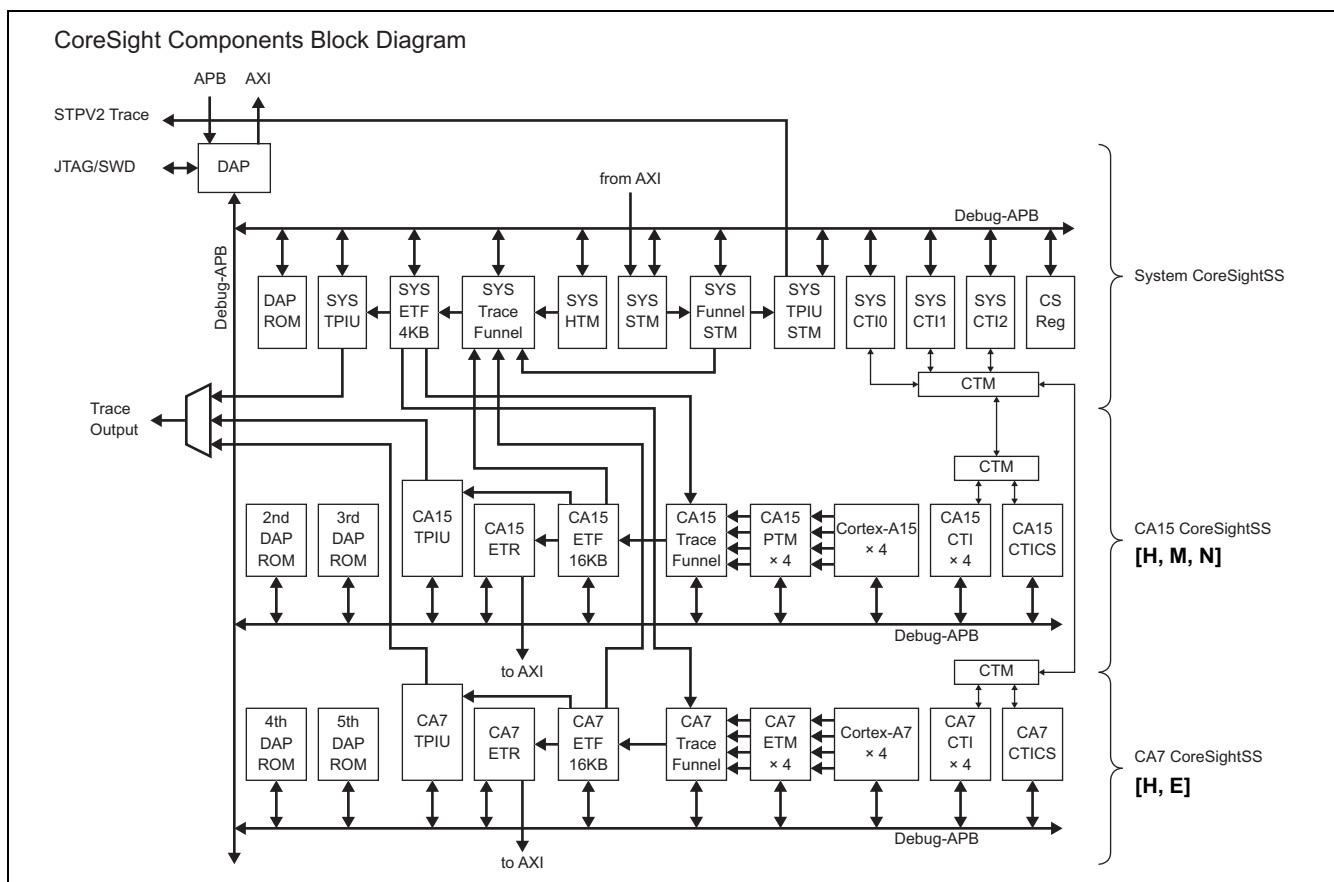 CoreSight Components Block Diagram
APB
AXI
STPV2 Trace
JTAG/SWD
DAP
from AXI
Debug-APB
Debug-APB
DAP
ROM
SYS
TPIU
SYS
ETF
4KB
SYS
Trace
Funnel
SYS
HTM
SYS
STM
SYS
Funnel
STM
SYS
TPIU
STM
SYS
CTI0
SYS
CTI1
SYS
CTI2
CS
Reg
System CoreSightSS
CTM
Trace
Output
CTM
2nd
DAP
ROM
3rd
DAP
ROM
CA15
TPIU
CA15
ETR
CA15
ETF
16KB
CA15
Trace
Funnel
CA15
PTM
× 4
Cortex-A15
× 4
CA15
CTI
× 4
CA15
CTICS
CA15 CoreSightSS
[H, M, N]
Debug-APB
to AXI
CTM
4th
DAP
ROM
5th
DAP
ROM
CA7
TPIU
CA7
ETR
CA7
ETF
16KB
CA7
Trace
Funnel
CA7
ETM
× 4
Cortex-A7
× 4
CA7
CTI
× 4
CA7
CTICS
CA7 CoreSightSS
[H, E]
Debug-APB
to AXI